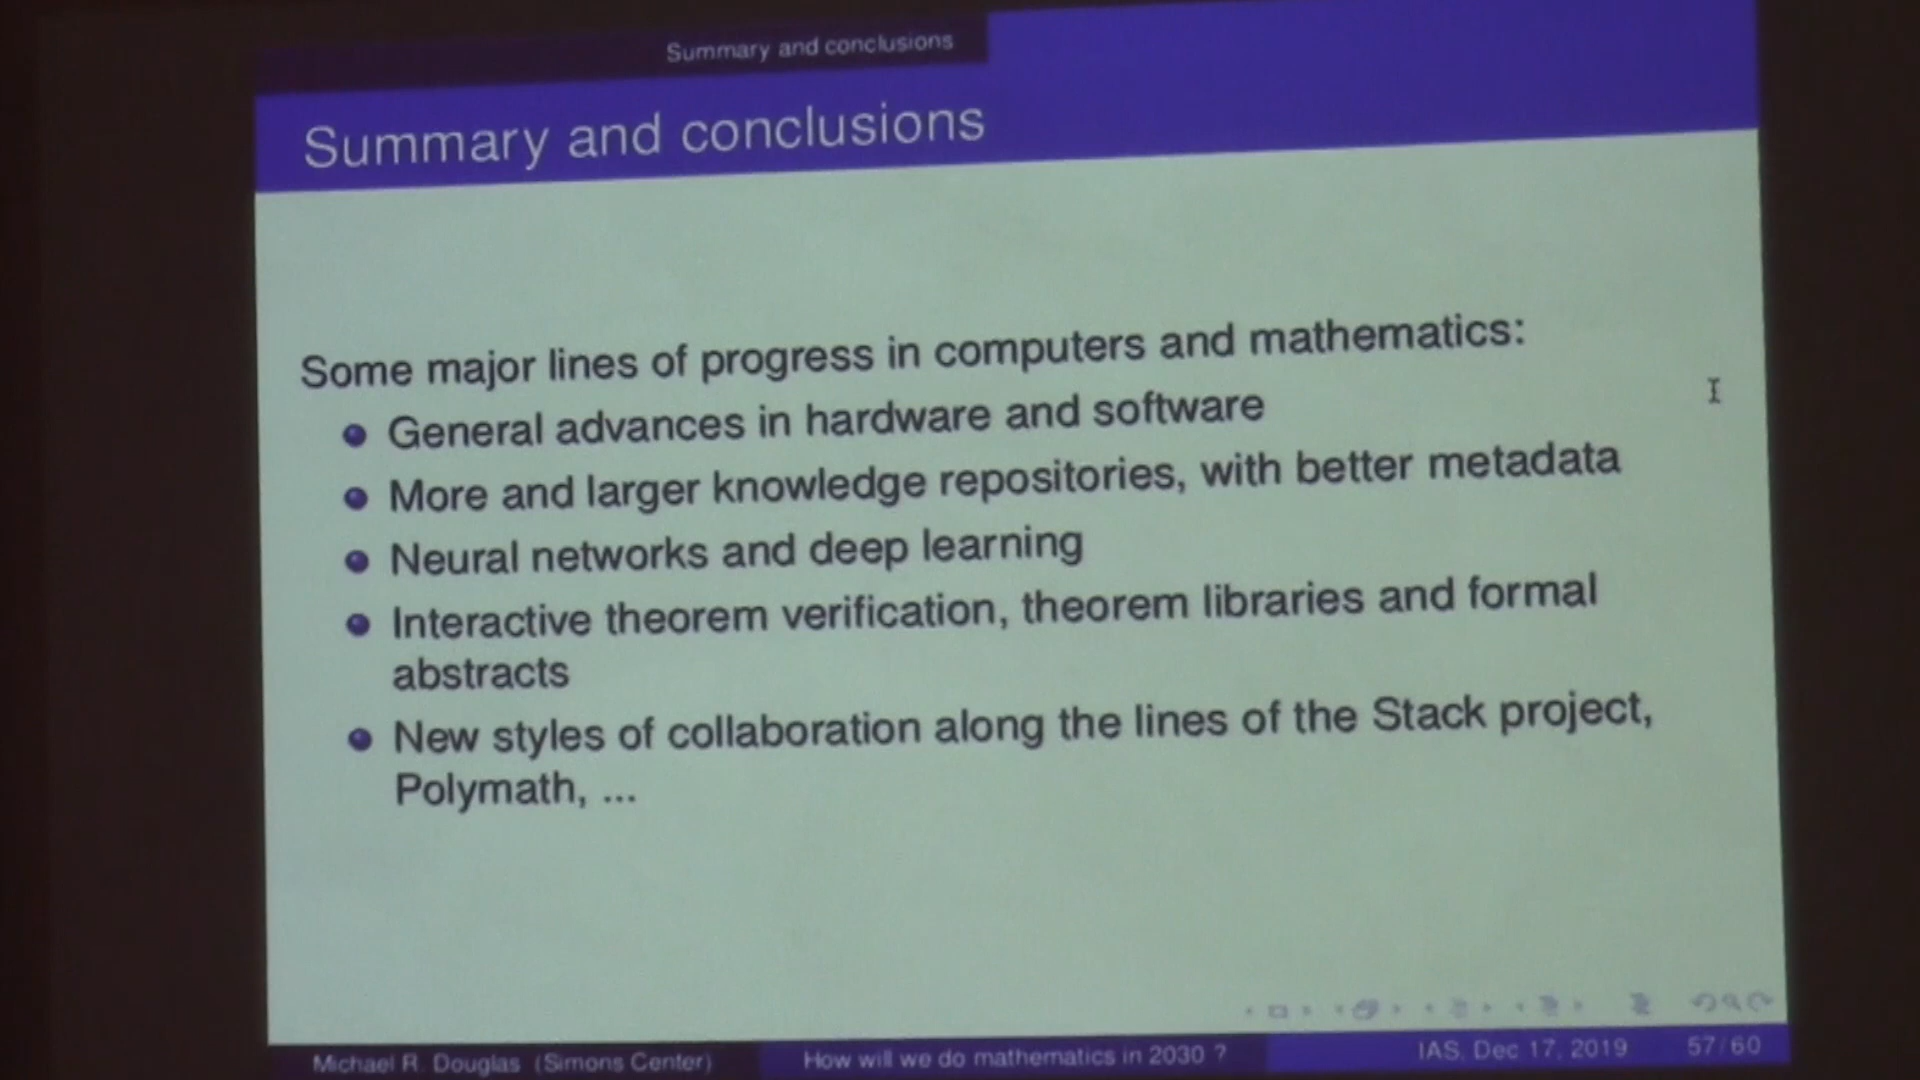 Summary and conclusions
Summary and conclusions
Some major lines of progress in computers and mathematics:
General advances in hardware and software
More and larger knowledge repositories, with better metadata
Neural networks and deep learning
Interactive theorem verification, theorem libraries and formal
abstracts
New styles of collaboration along the lines of the Stack project,
Polymath, ...
Michael R. Douglas (Simons Center)
How will we do mathematics in 2030 ?
IAS, Dec 17, 2019
57/60